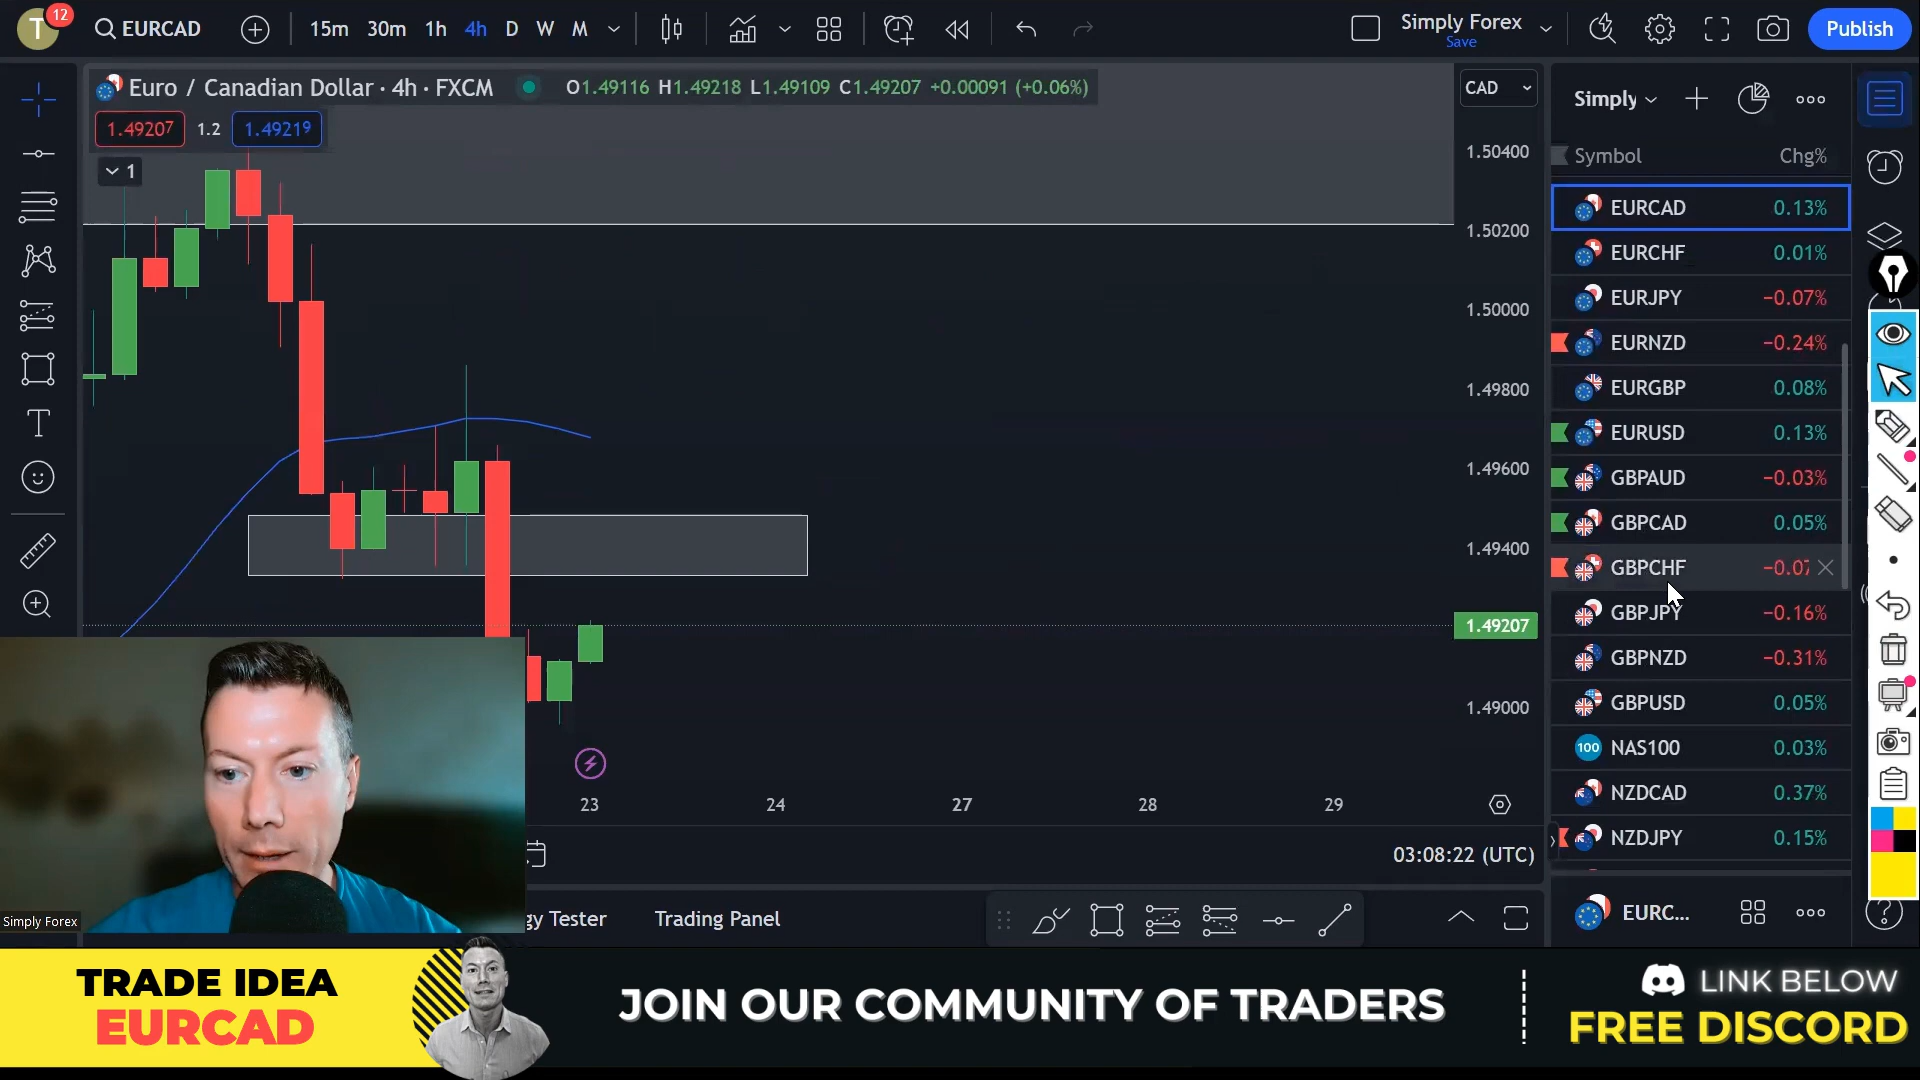 T
12
EURCAD
15m 30m 1h 4h D W M
Simply Forex
Save
Publish
Euro / Canadian Dollar · 4h · FXCM
O1.49116 H1.49218 L1.49109 C1.49207 +0.00091 (+0.06%)
CAD
1.49207 1.2 1.49219
1
1.50400
1.50200
1.50000
1.49800
1.49600
1.49400
1.49207
1.49000
23 24 27 28 29
03:08:22 (UTC)
Simply
Symbol Chg%
EURCAD 0.13%
EURCHF 0.01%
EURJPY −0.07%
EURNZD −0.24%
EURGBP 0.08%
EURUSD 0.13%
GBPAUD −0.03%
GBPCAD 0.05%
GBPCHF −0.07
GBPJPY −0.16%
GBPNZD −0.31%
GBPUSD 0.05%
100 NAS100 0.03%
NZDCAD 0.37%
NZDJPY 0.15%
EURC...
Simply Forex
gy Tester Trading Panel
TRADE IDEA
EURCAD
JOIN OUR COMMUNITY OF TRADERS
LINK BELOW
FREE DISCORD